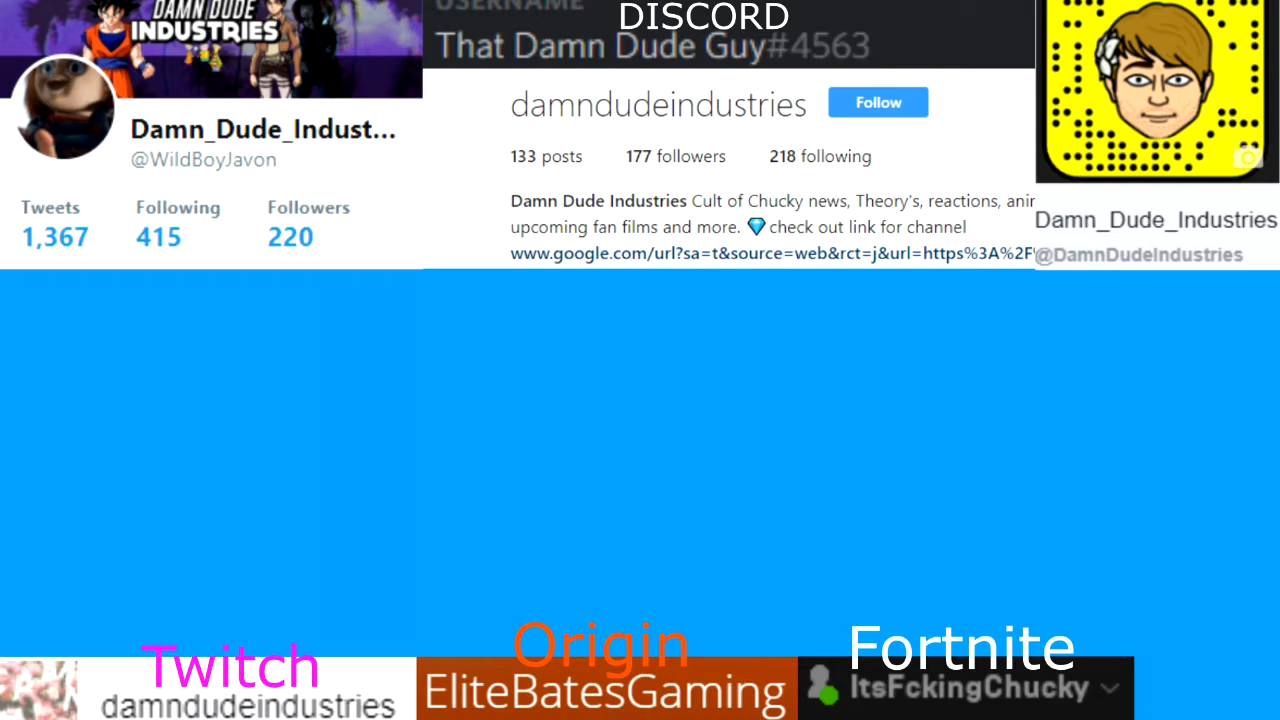 DAMN DUDE
INDUSTRIES
Damn_Dude_Indust...
@WildBoyJavon
Tweets Following Followers
1,367 415 220
USERNAME
DISCORD
That Damn Dude Guy#4563
damndudeindustries Follow
133 posts 177 followers 218 following
Damn Dude Industries Cult of Chucky news, Theory's, reactions, anim
upcoming fan films and more. 💎 check out link for channel
www.google.com/url?sa=t&source=web&rct=j&url=https%3A%2F
Damn_Dude_Industries
@DamnDudeIndustries
Twitch
damndudeindustries
Origin
EliteBatesGaming
Fortnite
ItsFckingChucky